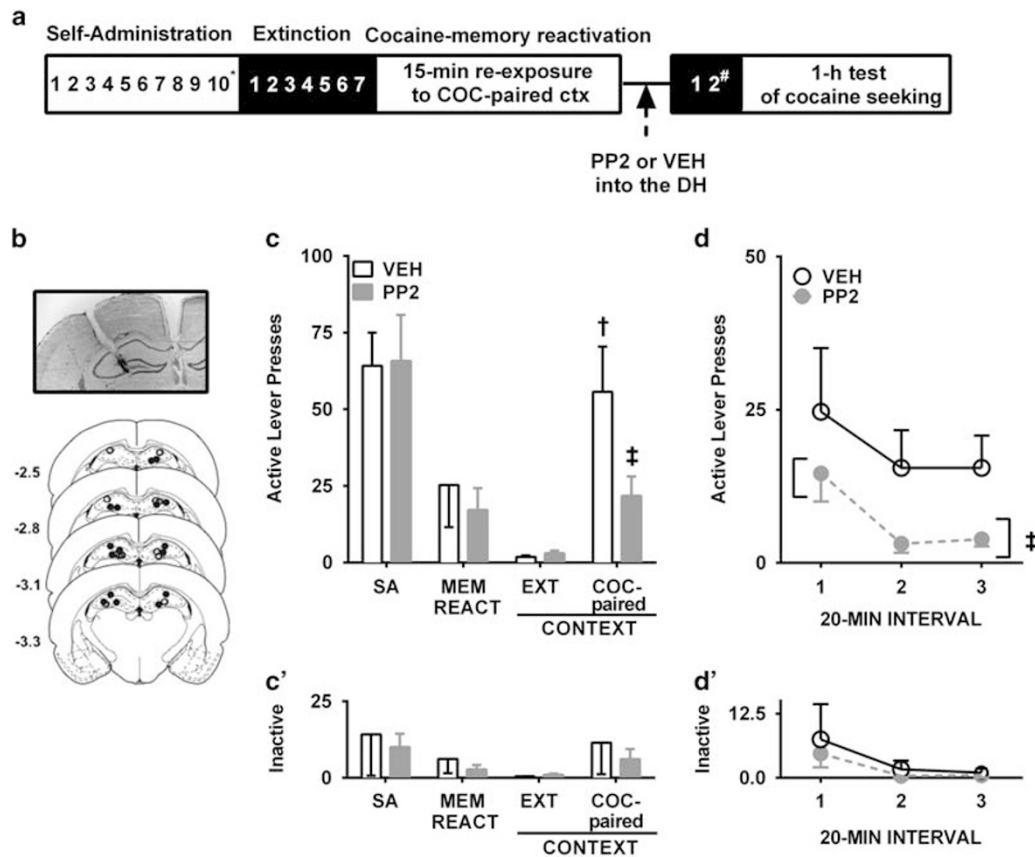 a
Self-Administration Extinction Cocaine-memory reactivation
1 2 3 4 5 6 7 8 9 10* 1 2 3 4 5 6 7 15-min re-exposure to COC-paired ctx 1 2# 1-h test of cocaine seeking
PP2 or VEH
into the DH
b
-2.5
-2.8
-3.1
-3.3
c
Active Lever Presses
100
75
50
25
0
VEH
PP2
†
‡
SA MEM REACT EXT COC-paired
CONTEXT
d
Active Lever Presses
50
25
0
VEH
PP2
‡
1 2 3
20-MIN INTERVAL
c'
Inactive
25
0
SA MEM REACT EXT COC-paired
CONTEXT
d'
Inactive
12.5
0.0
1 2 3
20-MIN INTERVAL